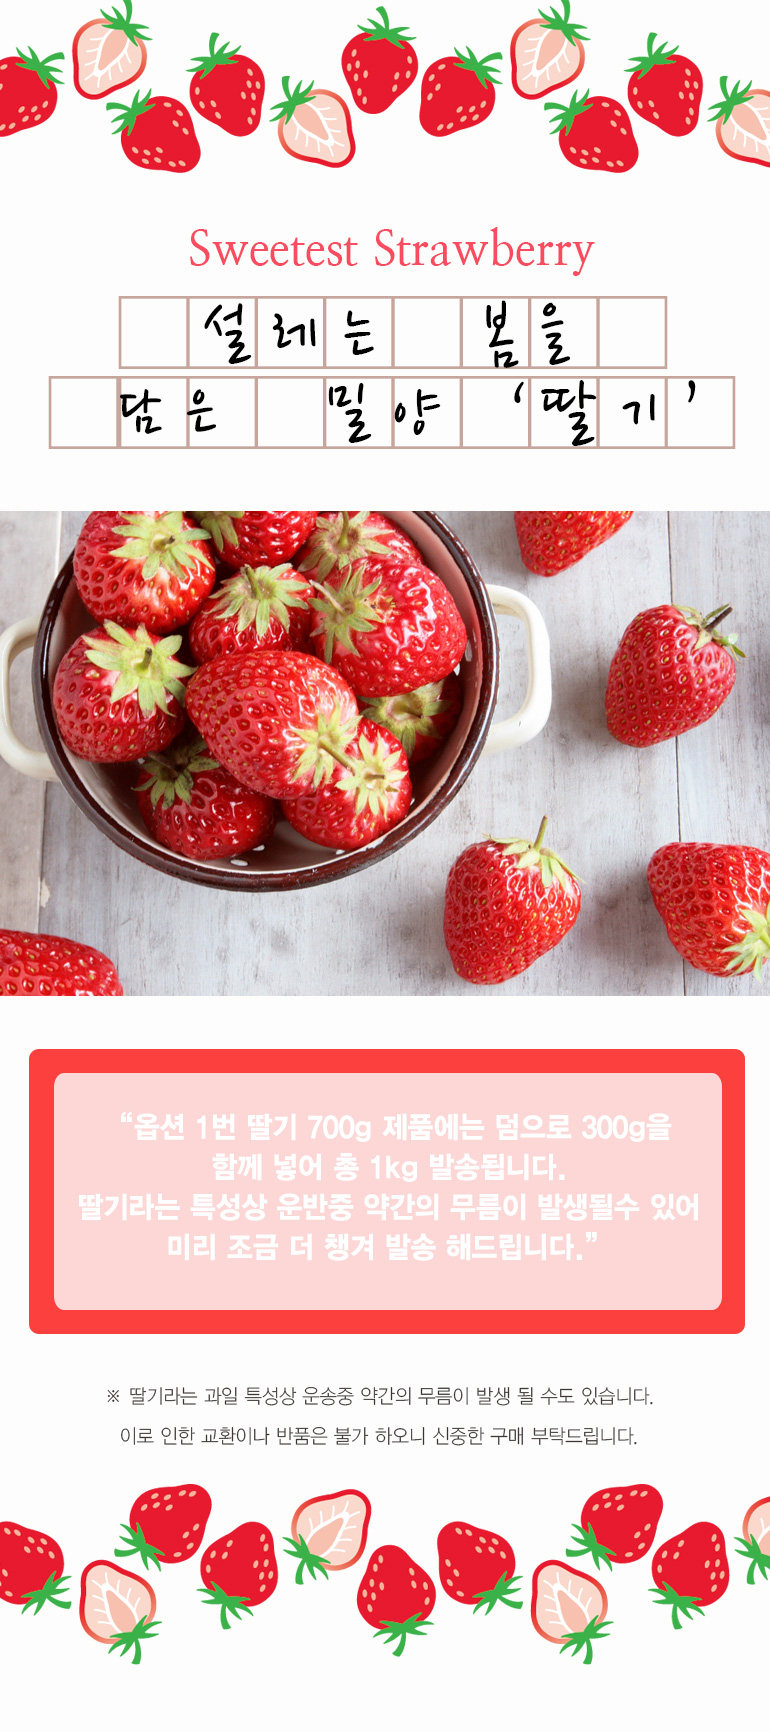 Sweetest Strawberry
설레는 봄을
담은 밀양 ‘딸기’
“옵션 1번 딸기 700g 제품에는 덤으로 300g을
함께 넣어 총 1kg 발송됩니다.
딸기라는 특성상 운반중 약간의 무름이 발생될수 있어
미리 조금 더 챙겨 발송 해드립니다.”
※ 딸기라는 과일 특성상 운송중 약간의 무름이 발생 될 수도 있습니다.
이로 인한 교환이나 반품은 불가 하오니 신중한 구매 부탁드립니다.